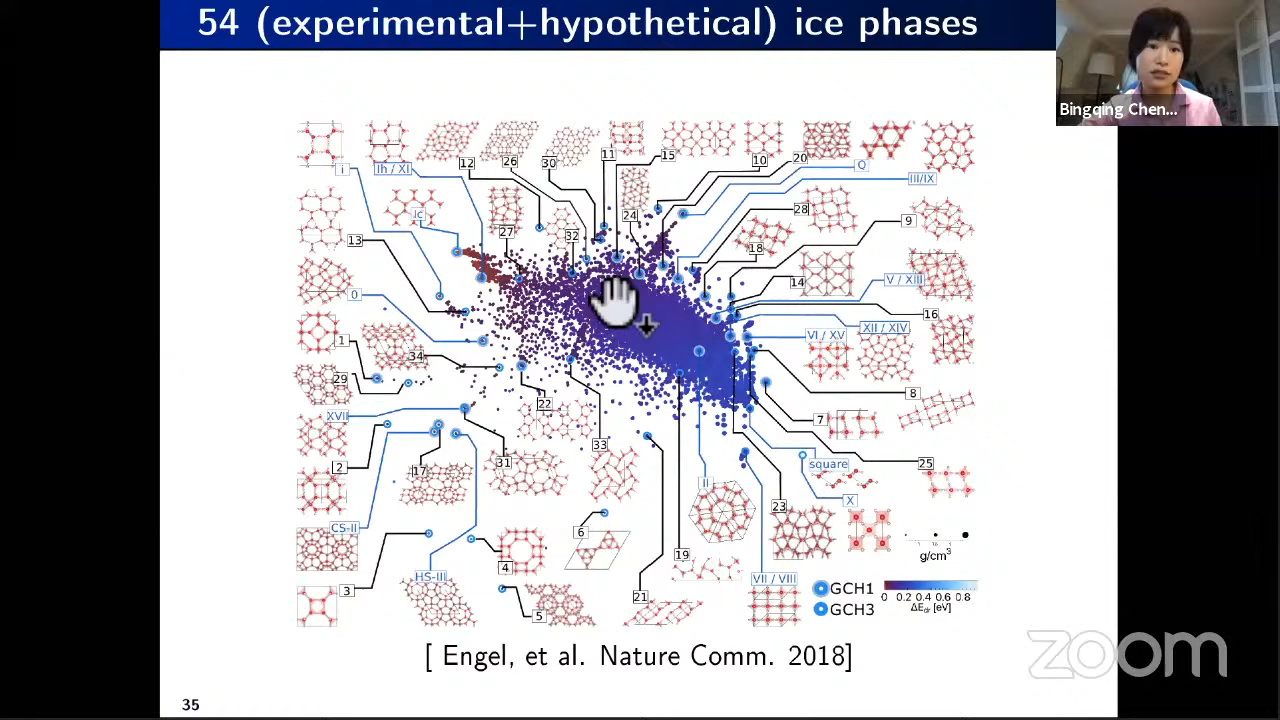 54 (experimental+hypothetical) ice phases
Bingqing Chen...
i
Ih / XI
12
26
30
11
15
10
20
Q
III/IX
Ic
13
27
32
24
28
18
9
14
V / XIII
16
0
XII / XIV
VI / XV
1
34
29
22
8
XVII
33
7
2
17
31
square
25
II
X
CS-II
23
6
19
g/cm³
4
HS-III
3
VII / VIII
5
21
GCH1
GCH3
0 0.2 0.4 0.6 0.8
ΔEdr [eV]
[ Engel, et al. Nature Comm. 2018]
zoom
35